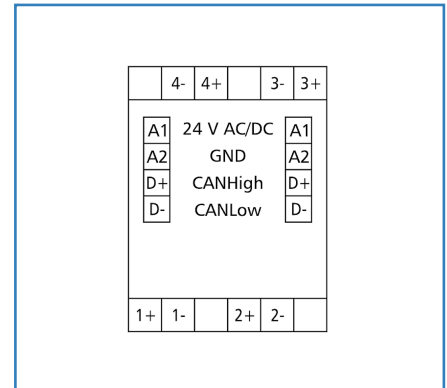 4- 4+ 3- 3+
A1 24 V AC/DC A1
A2 GND A2
D+ CANHigh D+
D- CANLow D-
1+ 1- 2+ 2-